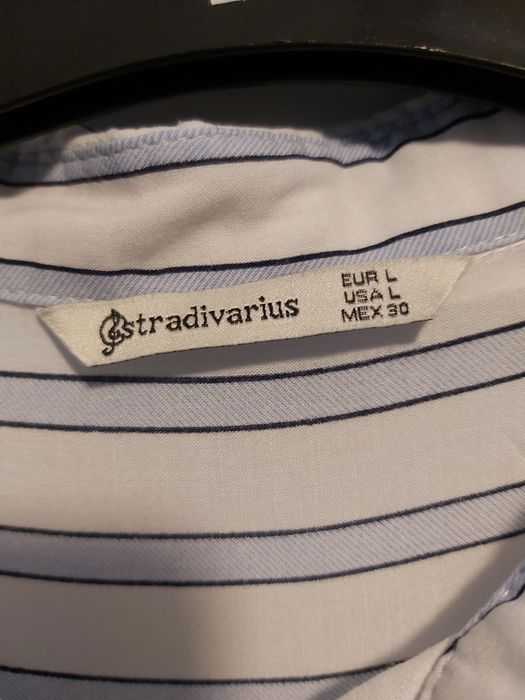 stradivarius
EUR L
USA L
MEX 30